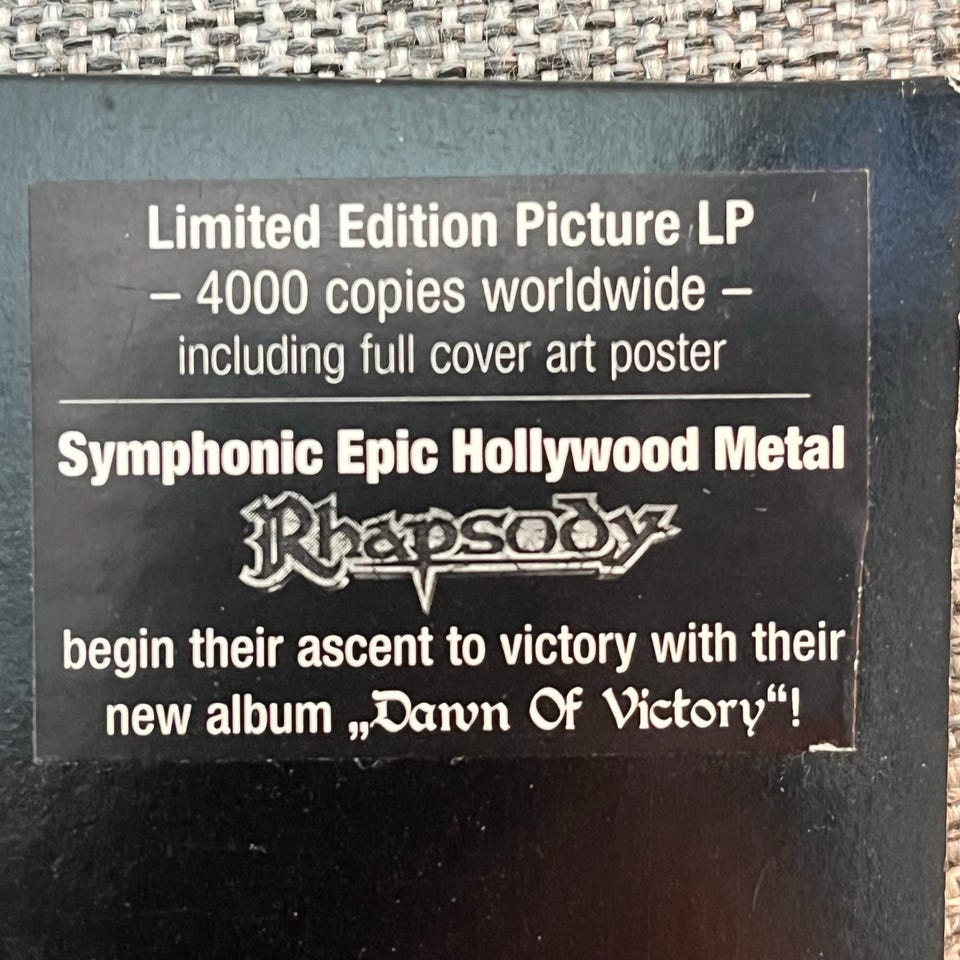 Limited Edition Picture LP
– 4000 copies worldwide –
including full cover art poster
Symphonic Epic Hollywood Metal
Rhapsody
begin their ascent to victory with their
new album „Dawn Of Victory“!